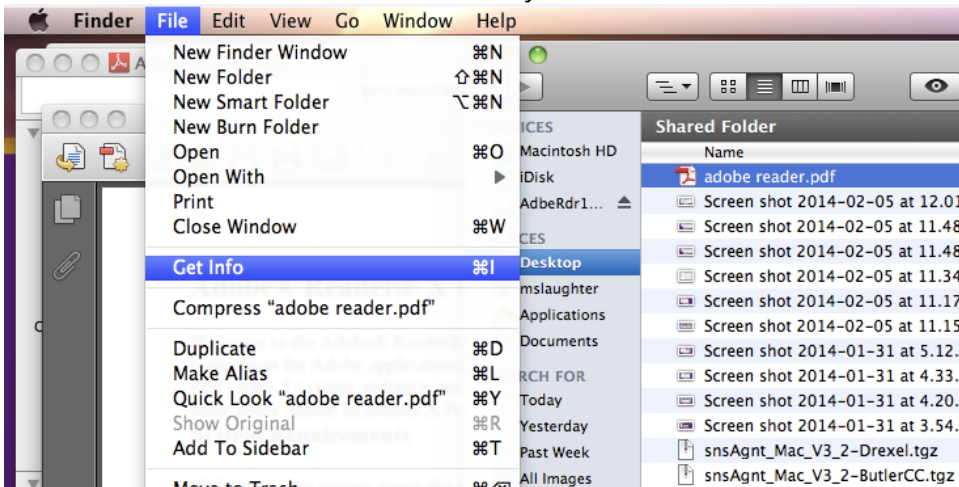 Finder File Edit View Go Window Help
New Finder Window ⌘N
New Folder ⇧⌘N
New Smart Folder ⌥⌘N
New Burn Folder
Open ⌘O
Open With ▶
Print
Close Window ⌘W
Get Info ⌘I
Compress “adobe reader.pdf”
Duplicate ⌘D
Make Alias ⌘L
Quick Look “adobe reader.pdf” ⌘Y
Show Original ⌘R
Add To Sidebar ⌘T
Move to Trash ⌘⌫
ICES
Macintosh HD
iDisk
AdbeRdr1...
CES
Desktop
mslaughter
Applications
Documents
RCH FOR
Today
Yesterday
Past Week
All Images
Shared Folder
Name
adobe reader.pdf
Screen shot 2014-02-05 at 12.01
Screen shot 2014-02-05 at 11.48
Screen shot 2014-02-05 at 11.48
Screen shot 2014-02-05 at 11.34
Screen shot 2014-02-05 at 11.17
Screen shot 2014-02-05 at 11.15
Screen shot 2014-01-31 at 5.12.
Screen shot 2014-01-31 at 4.33.
Screen shot 2014-01-31 at 4.20.
Screen shot 2014-01-31 at 3.54.
snsAgnt_Mac_V3_2-Drexel.tgz
snsAgnt_Mac_V3_2-ButlerCC.tgz